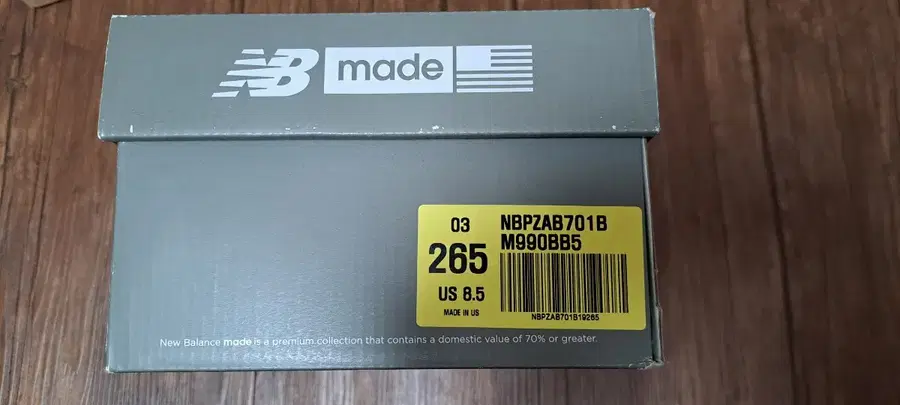 NB made
03
265
US 8.5
MADE IN US
NBPZAB701B
M990BB5
NBPZAB701B19265
New Balance made is a premium collection that contains a domestic value of 70% or greater.